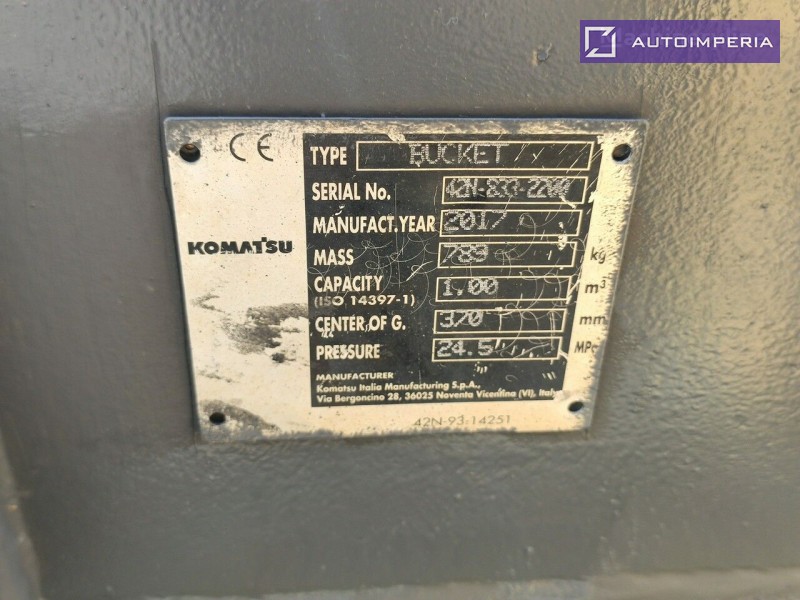 AUTOIMPERIA
CE
TYPE BUCKET
SERIAL No.
MANUFACT.YEAR 2017
KOMATSU
MASS 789 kg
CAPACITY 1.00 m³
(ISO 14397-1)
CENTER OF G. 370 mm
PRESSURE 24.5
MANUFACTURER
Komatsu Italia Manufacturing S.p.A.,
Via Bergoncino 28, 36025 Noventa Vicentina (VI),
42N-93-14251